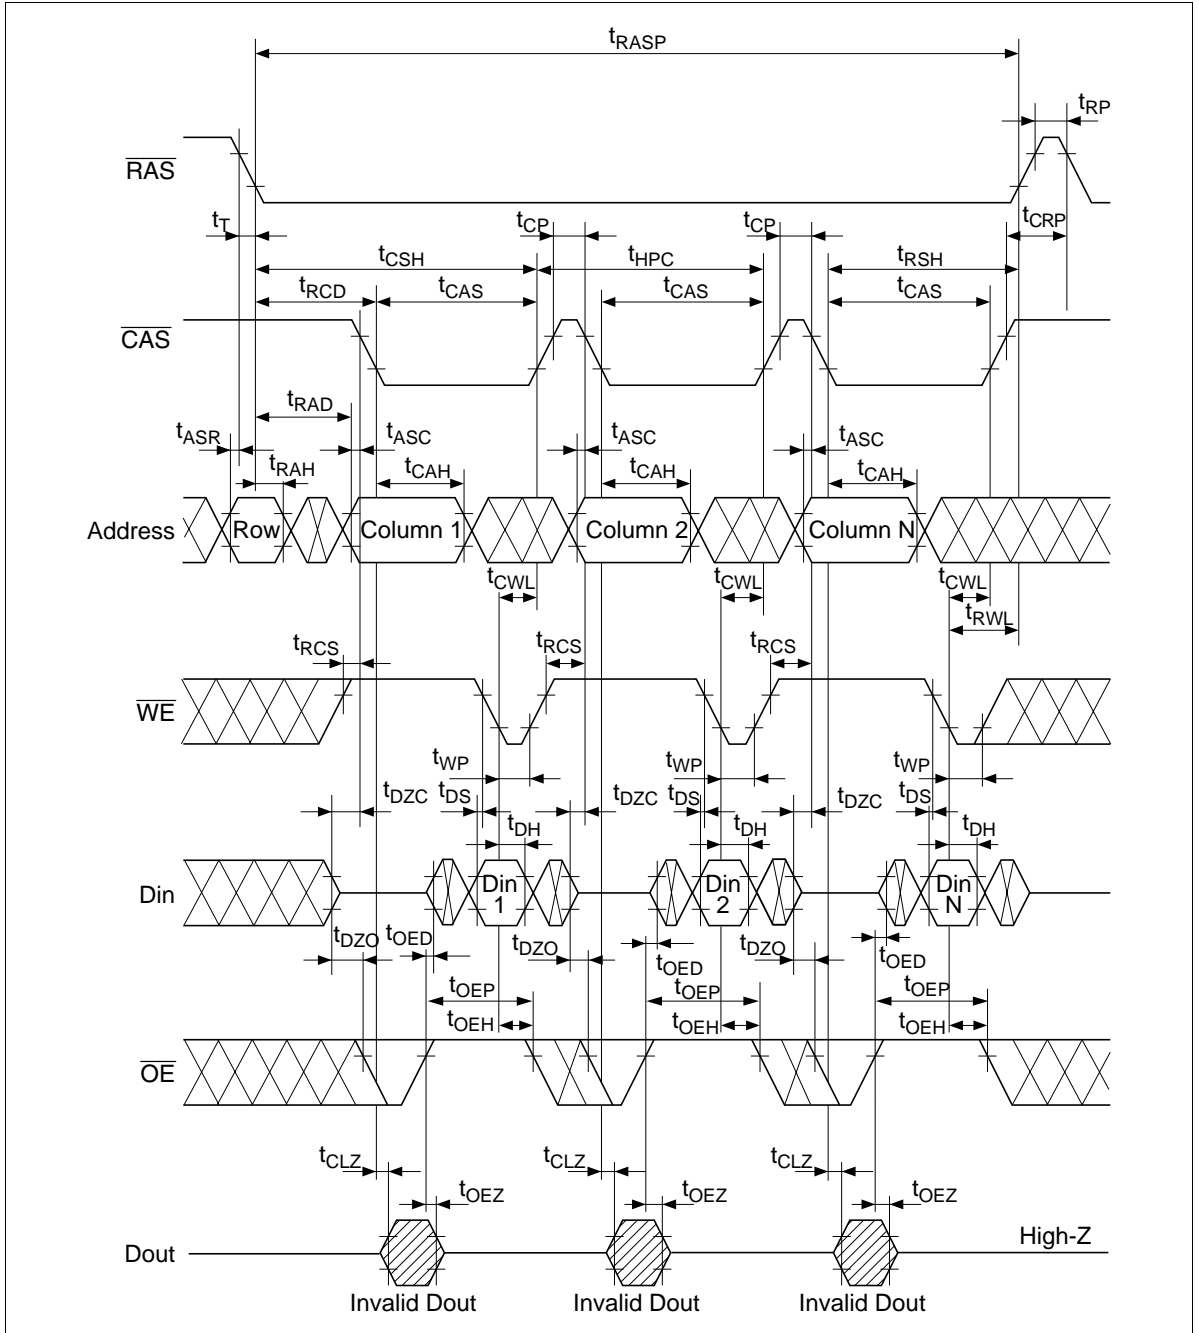 tRASP
tRP
RAS
tT tCP tCP tCRP
tCSH tHPC tRSH
tRCD tCAS tCAS tCAS
CAS
tRAD
tASR tASC tASC tASC
tRAH tCAH tCAH tCAH
Address Row Column 1 Column 2 Column N
tCWL tCWL tCWL
tRWL
tRCS tRCS tRCS
WE
tWP tWP tWP
tDZC tDS tDZC tDS tDZC tDS
tDH tDH tDH
Din Din 1 Din 2 Din N
tDZO tOED tDZO tOED tDZO tOED
tOEP tOEP tOEP
tOEH tOEH tOEH
OE
tCLZ tCLZ tCLZ
tOEZ tOEZ tOEZ
Dout High-Z
Invalid Dout Invalid Dout Invalid Dout